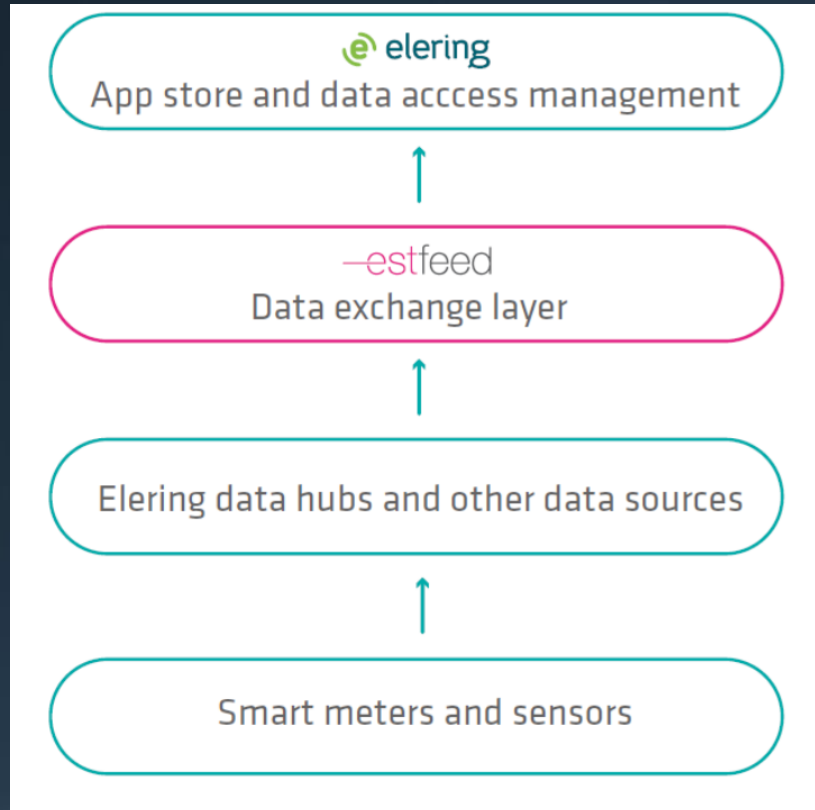 elering
App store and data acccess management
estfeed
Data exchange layer
Elering data hubs and other data sources
Smart meters and sensors